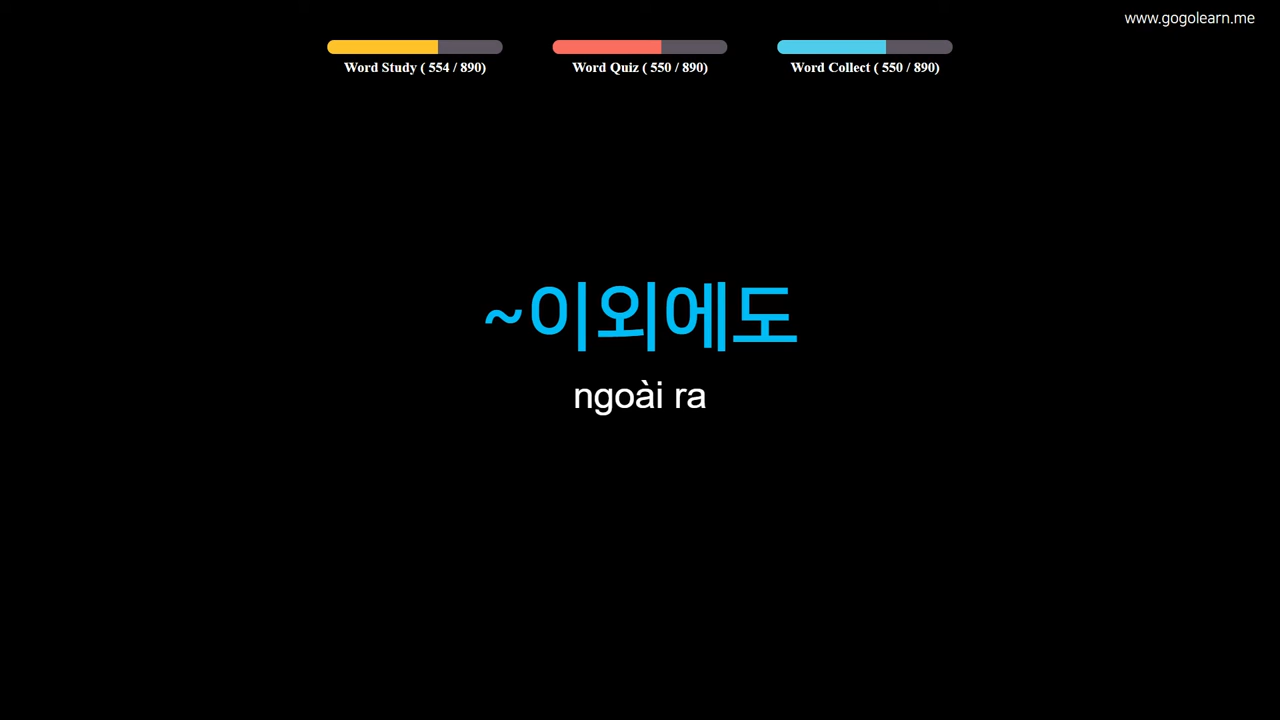 www.gogolearn.me
Word Study ( 554 / 890)
Word Quiz ( 550 / 890)
Word Collect ( 550 / 890)
~이외에도
ngoài ra